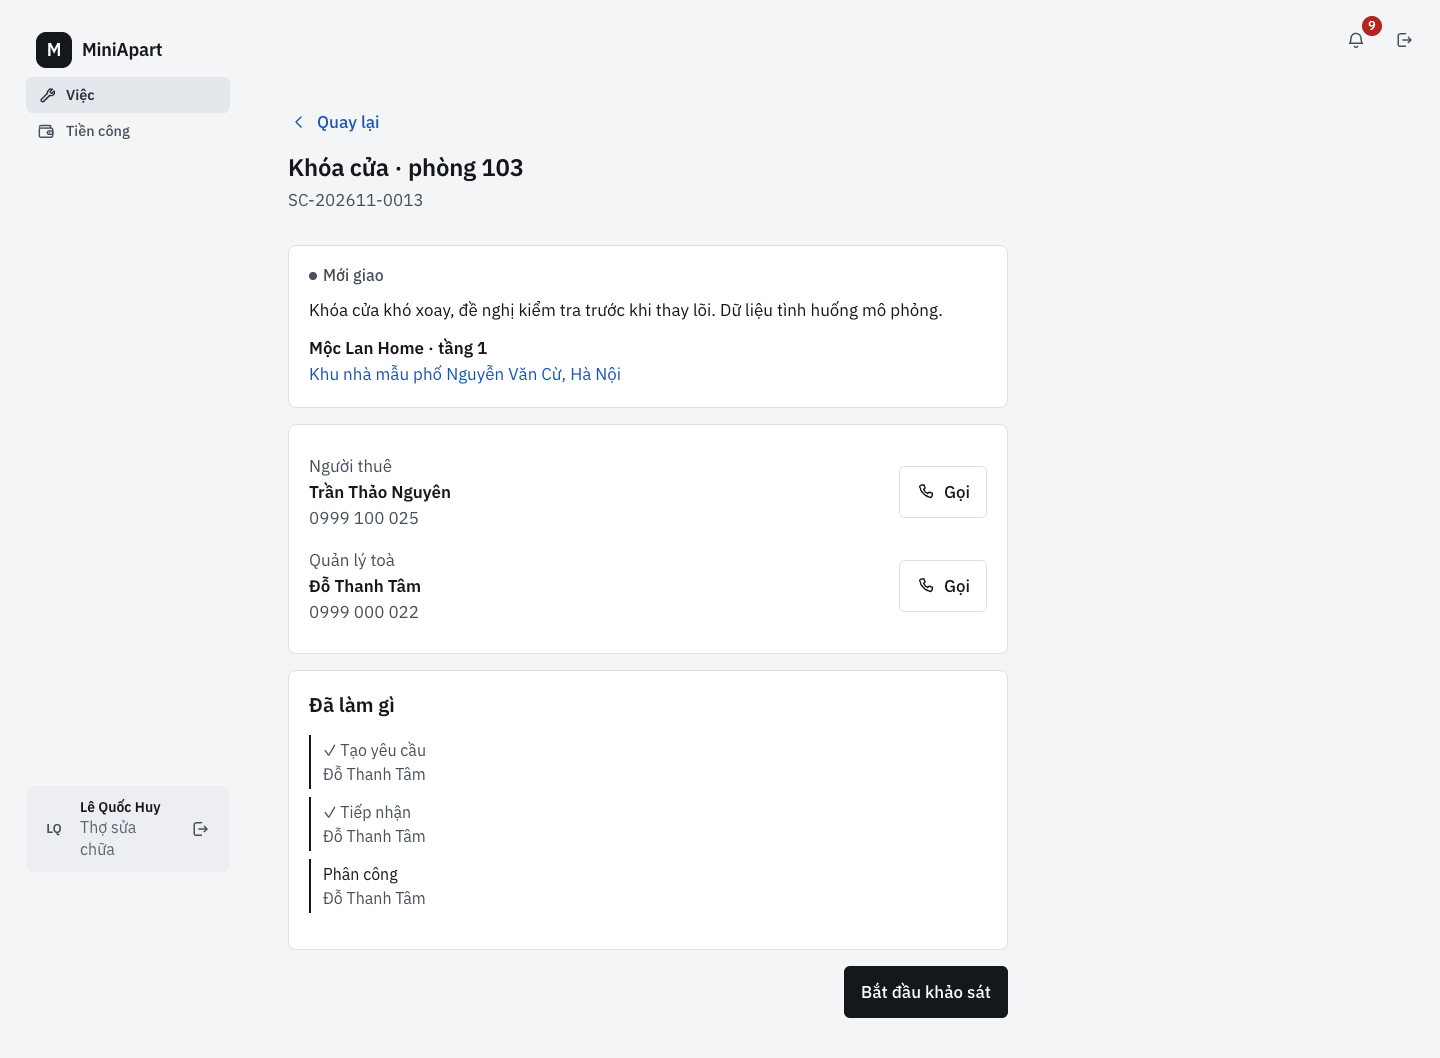 M MiniApart
9
Việc
Tiền công
Quay lại
Khóa cửa · phòng 103
SC-202611-0013
Mới giao
Khóa cửa khó xoay, đề nghị kiểm tra trước khi thay lõi. Dữ liệu tình huống mô phỏng.
Mộc Lan Home · tầng 1
Khu nhà mẫu phố Nguyễn Văn Cừ, Hà Nội
Người thuê
Trần Thảo Nguyên
0999 100 025
Gọi
Quản lý toà
Đỗ Thanh Tâm
0999 000 022
Gọi
Đã làm gì
✓ Tạo yêu cầu
Đỗ Thanh Tâm
✓ Tiếp nhận
Đỗ Thanh Tâm
Phân công
Đỗ Thanh Tâm
Bắt đầu khảo sát
LQ
Lê Quốc Huy
Thợ sửa
chữa